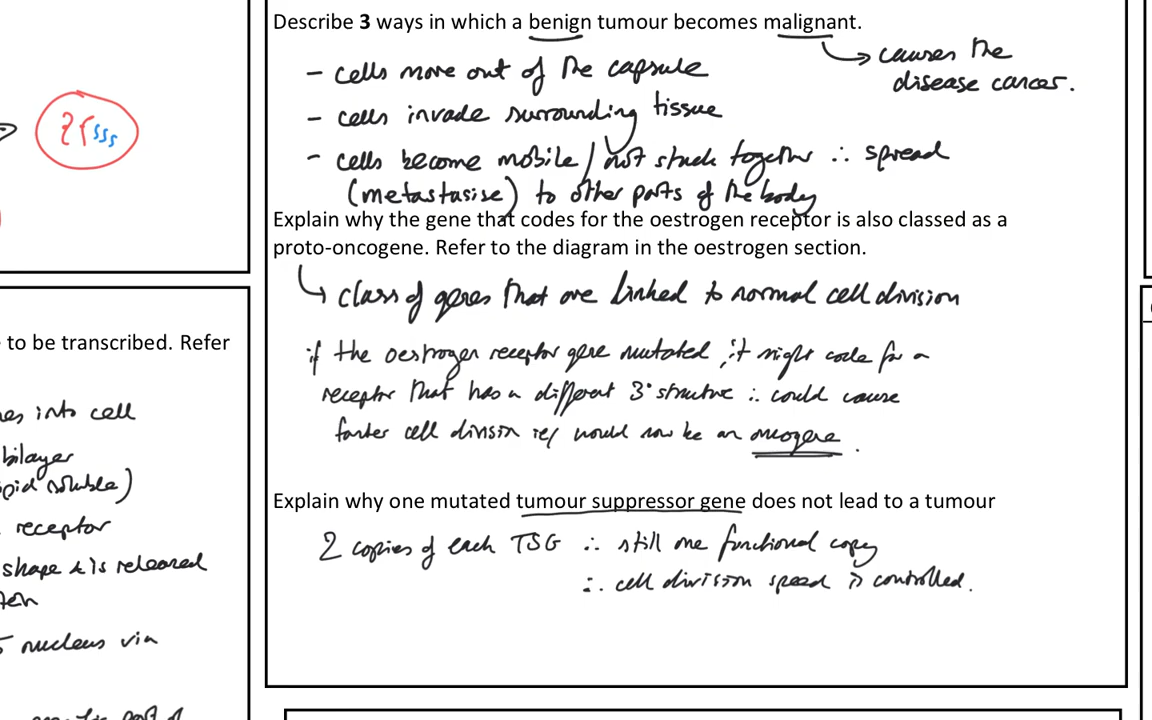 Describe 3 ways in which a benign tumour becomes malignant.
→ causes the
disease cancer.
- cells move out of the capsule
- cells invade surrounding tissue
- cells become mobile / not stuck together ∴ spread
(metastasise) to other parts of the body
Explain why the gene that codes for the oestrogen receptor is also classed as a
proto-oncogene. Refer to the diagram in the oestrogen section.
↳ class of genes that are linked to normal cell division
if the oestrogen receptor gene mutated, it might code for a
receptor that has a different 3° structure ∴ could cause
faster cell division would now be an oncogene.
Explain why one mutated tumour suppressor gene does not lead to a tumour
2 copies of each TSG ∴ still one functional copy
∴ cell division speed is controlled.
to be transcribed. Refer
into cell
bilayer
soluble)
receptor
shape & is released
nucleus via